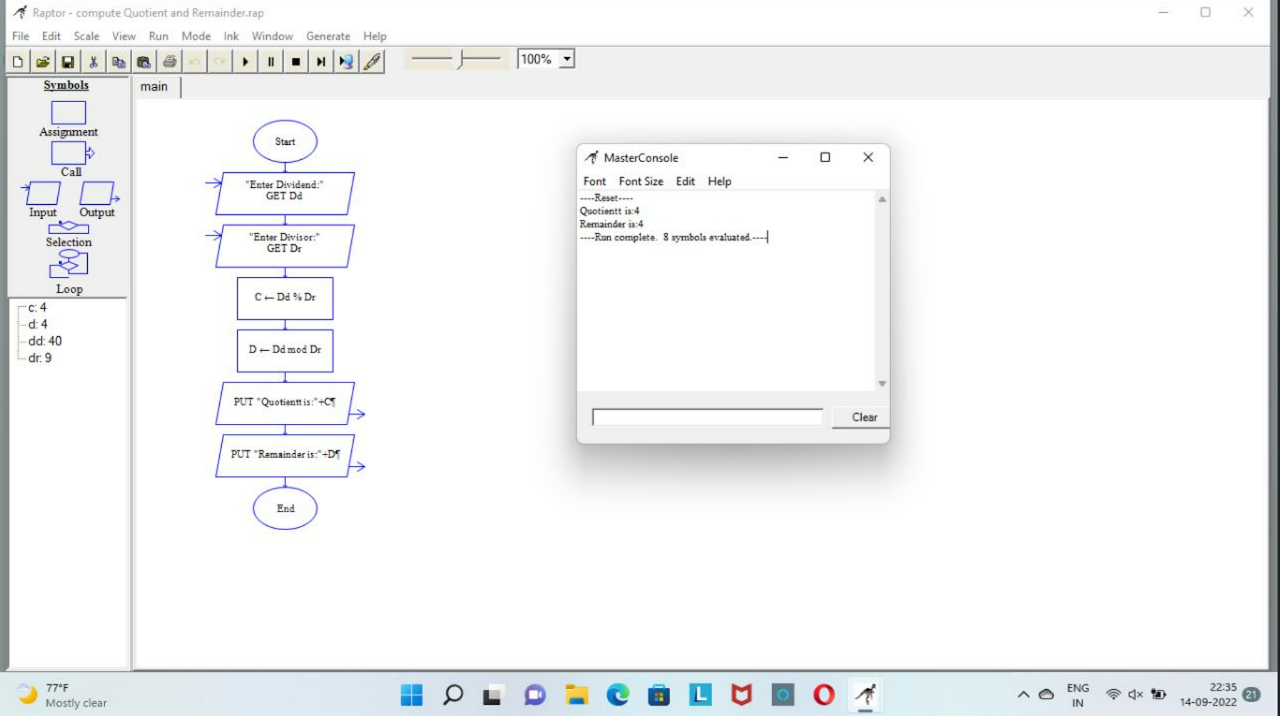 Raptor - compute Quotient and Remainder.rap
File Edit Scale View Run Mode Ink Window Generate Help
100%
Symbols
Assignment
Call
Input Output
Selection
Loop
c: 4
d: 4
dd: 40
dr: 9
main
Start
"Enter Dividend:"
GET Dd
"Enter Divisor:"
GET Dr
C ← Dd % Dr
D ← Dd mod Dr
PUT "Quotientt is:"+C¶
PUT "Remainder is:"+D¶
End
MasterConsole
Font Font Size Edit Help
----Reset----
Quotientt is:4
Remainder is:4
----Run complete.  8 symbols evaluated.----
Clear
77°F
Mostly clear
L
ENG
IN
22:35
14-09-2022
21